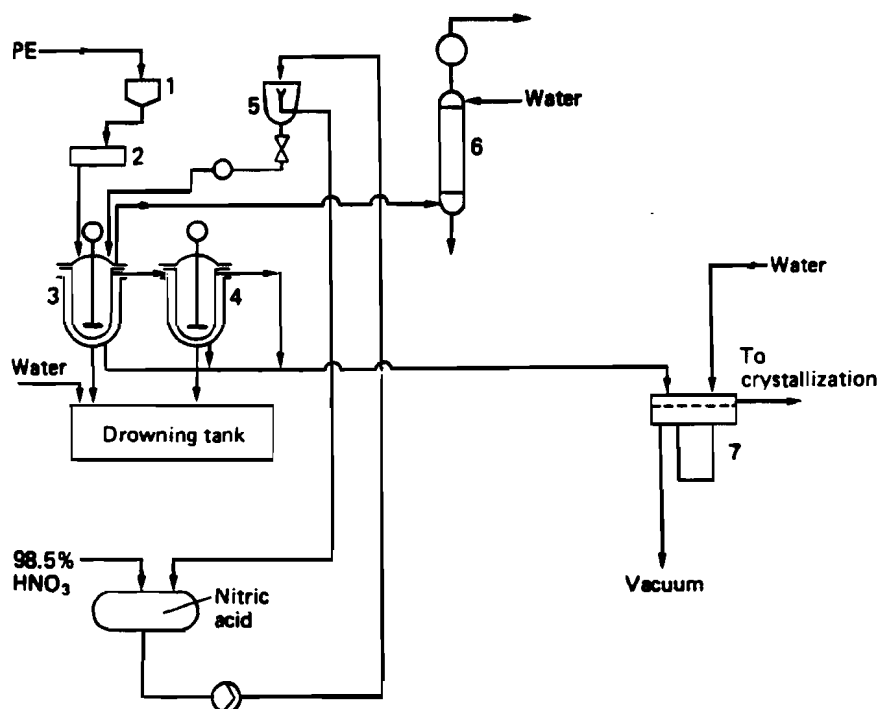 PE
1
2
5
Water
6
3
4
Water
Water
To
crystallization
Drowning tank
7
98.5%
HNO₃
Nitric
acid
Vacuum